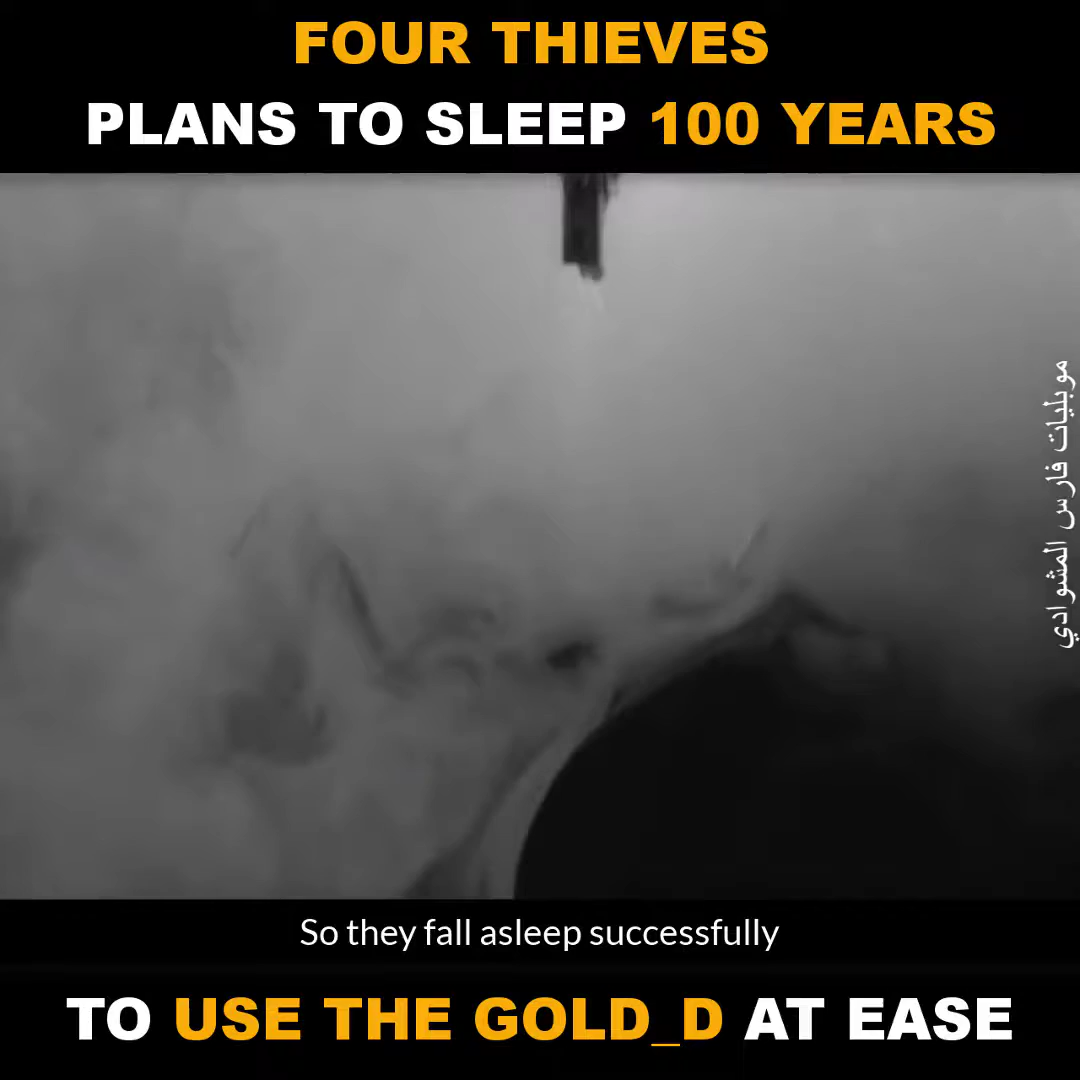 FOUR THIEVES
PLANS TO SLEEP 100 YEARS
موبليات فارس المشوادي
So they fall asleep successfully
TO USE THE GOLD_D AT EASE